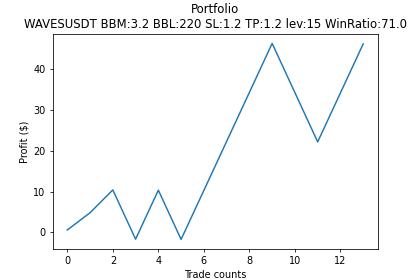 Portfolio
WAVESUSDT BBM:3.2 BBL:220 SL:1.2 TP:1.2 lev:15 WinRatio:71.0
Profit ($)
40
30
20
10
0
0 2 4 6 8 10 12
Trade counts